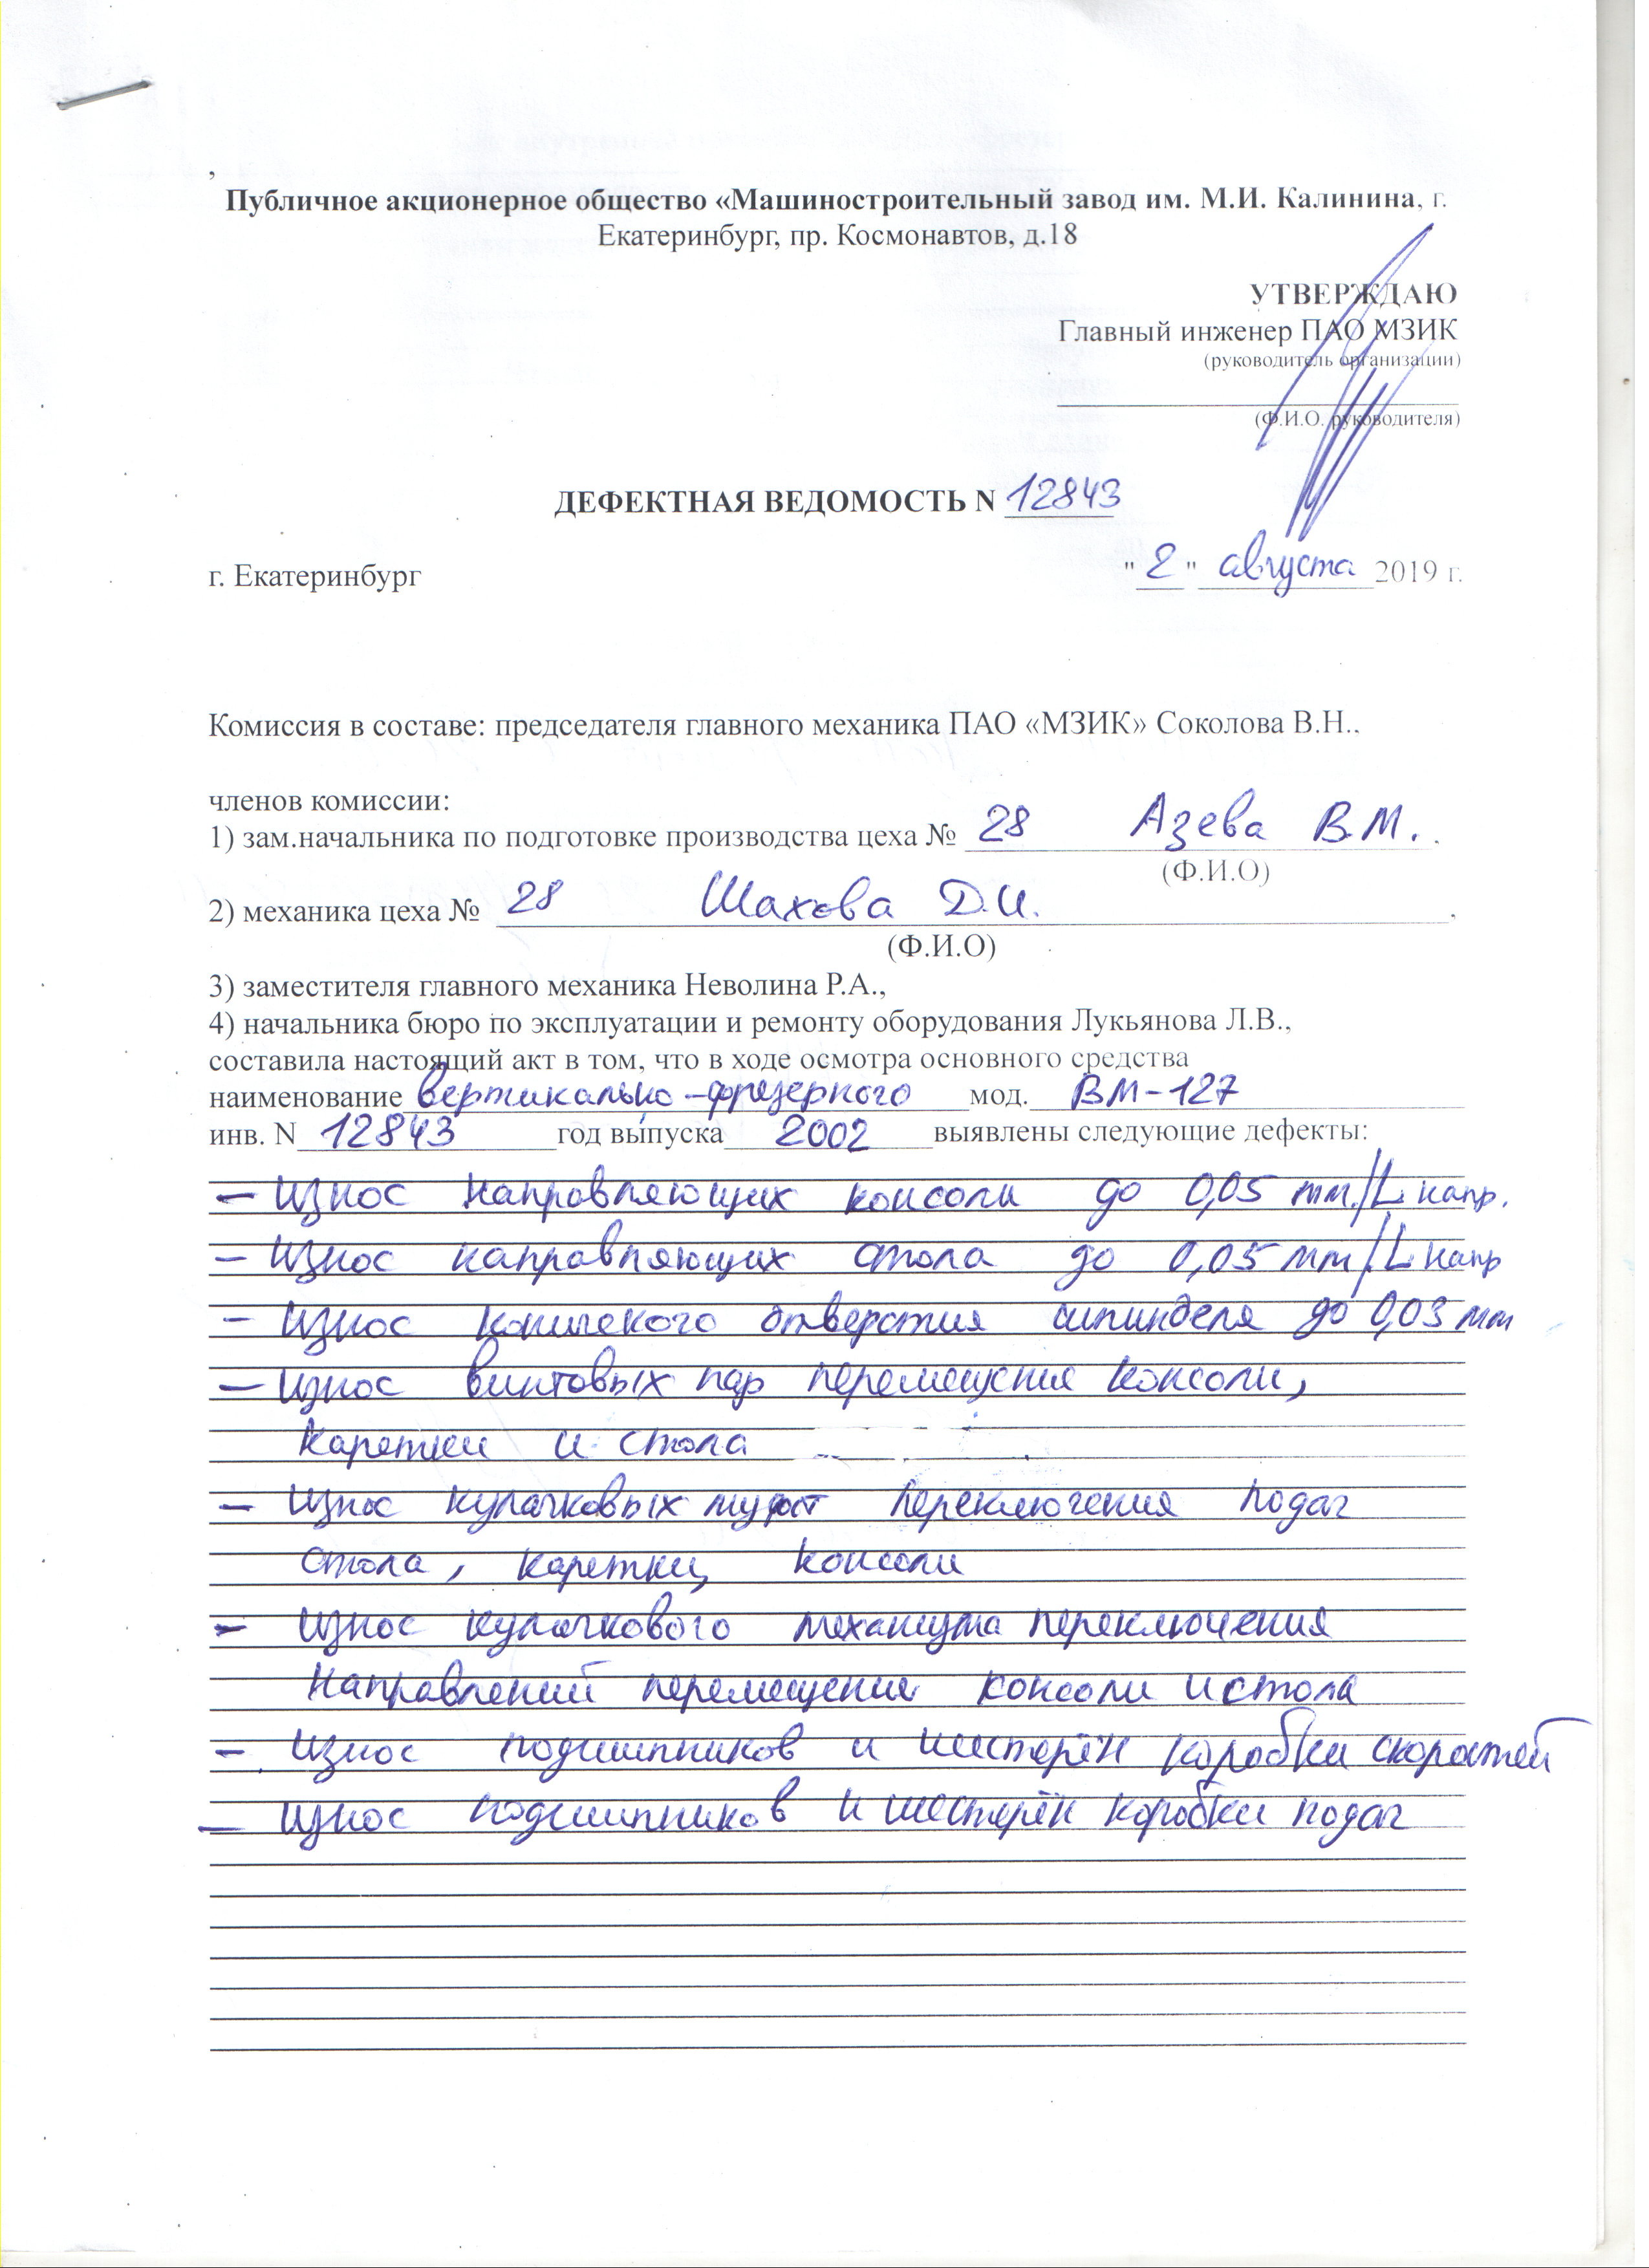 ,
Публичное акционерное общество «Машиностроительный завод им. М.И. Калинина, г.
Екатеринбург, пр. Космонавтов, д.18
УТВЕРЖДАЮ
Главный инженер ПАО МЗИК
(руководитель организации)
(Ф.И.О. руководителя)
ДЕФЕКТНАЯ ВЕДОМОСТЬ N 12843
г. Екатеринбург "2" августа 2019 г.
Комиссия в составе: председателя главного механика ПАО «МЗИК» Соколова В.Н.,
членов комиссии:
1) зам.начальника по подготовке производства цеха № 28 Азева В.М.,
(Ф.И.О)
2) механика цеха № 28 Шахова Д.И.,
(Ф.И.О)
3) заместителя главного механика Неволина Р.А.,
4) начальника бюро по эксплуатации и ремонту оборудования Лукьянова Л.В.,
составила настоящий акт в том, что в ходе осмотра основного средства
наименование вертикально-фрезерного мод. ВМ-127
инв. N 12843 год выпуска 2002 выявлены следующие дефекты:
- Износ направляющих консоли до 0,05 мм./L напр.
- Износ направляющих стола до 0,05 мм/L напр
- Износ конического отверстия шпинделя до 0,03 мм
- Износ винтовых пар перемещения консоли,
каретки и стола
- Износ кулачковых муфт переключения подач
стола, каретки, консоли
- Износ кулачкового механизма переключения
направлений перемещения консоли и стола
- Износ подшипников и шестерён коробки скоростей
- Износ подшипников и шестерён коробки подач